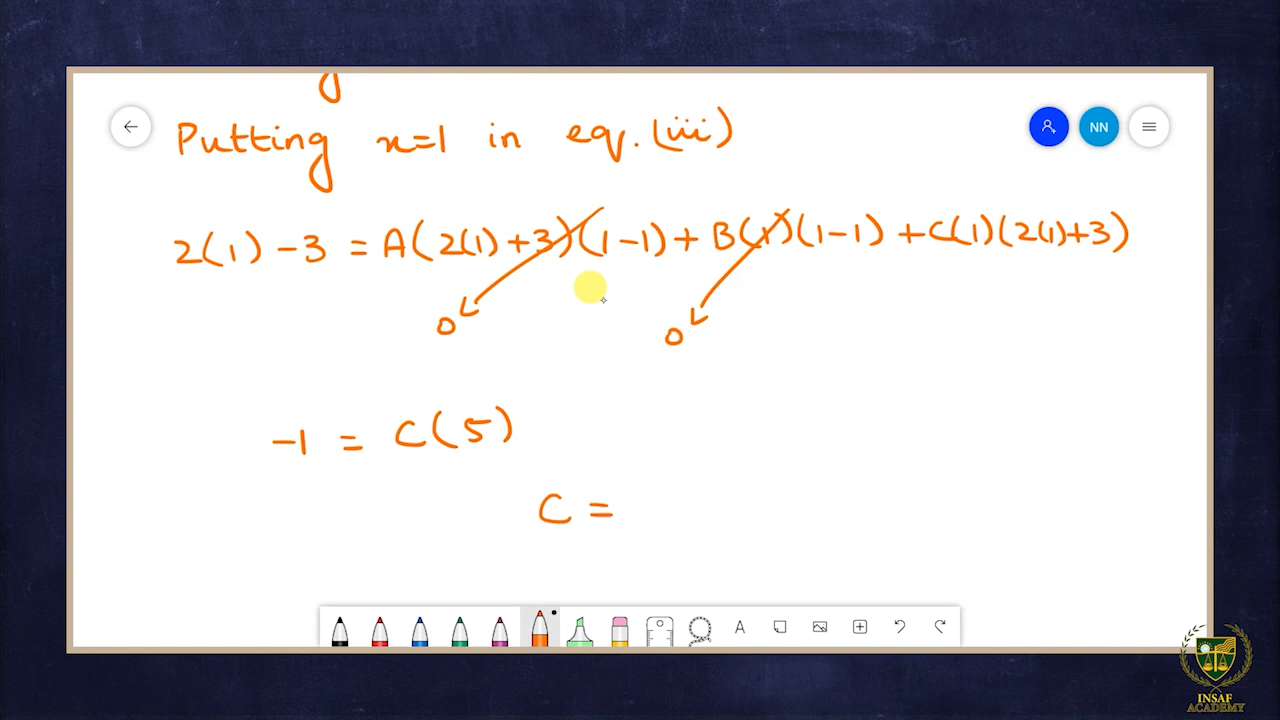 Putting x=1 in eq.(iii)
NN
2(1) -3 = A(2(1)+3)(1-1)+ B(1)(1-1) +C(1)(2(1)+3)
0
0
-1 = C(5)
C =
A
INSAF
ACADEMY